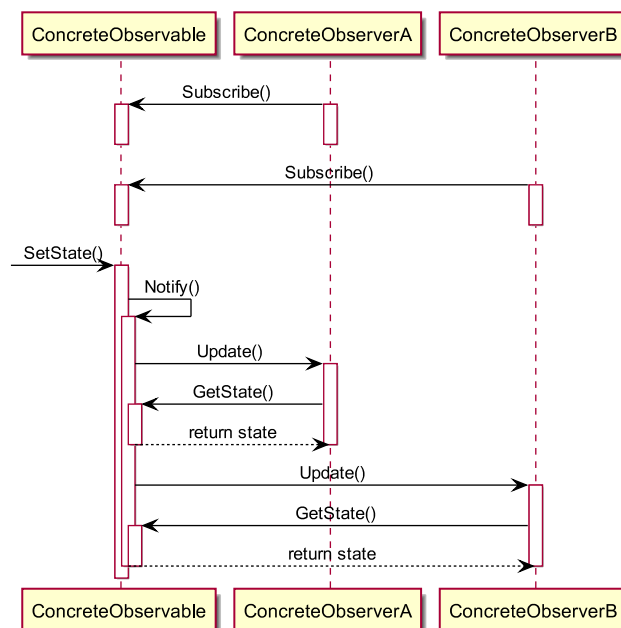 ConcreteObservable
ConcreteObserverA
ConcreteObserverB
Subscribe()
Subscribe()
SetState()
Notify()
Update()
GetState()
return state
Update()
GetState()
return state
ConcreteObservable
ConcreteObserverA
ConcreteObserverB